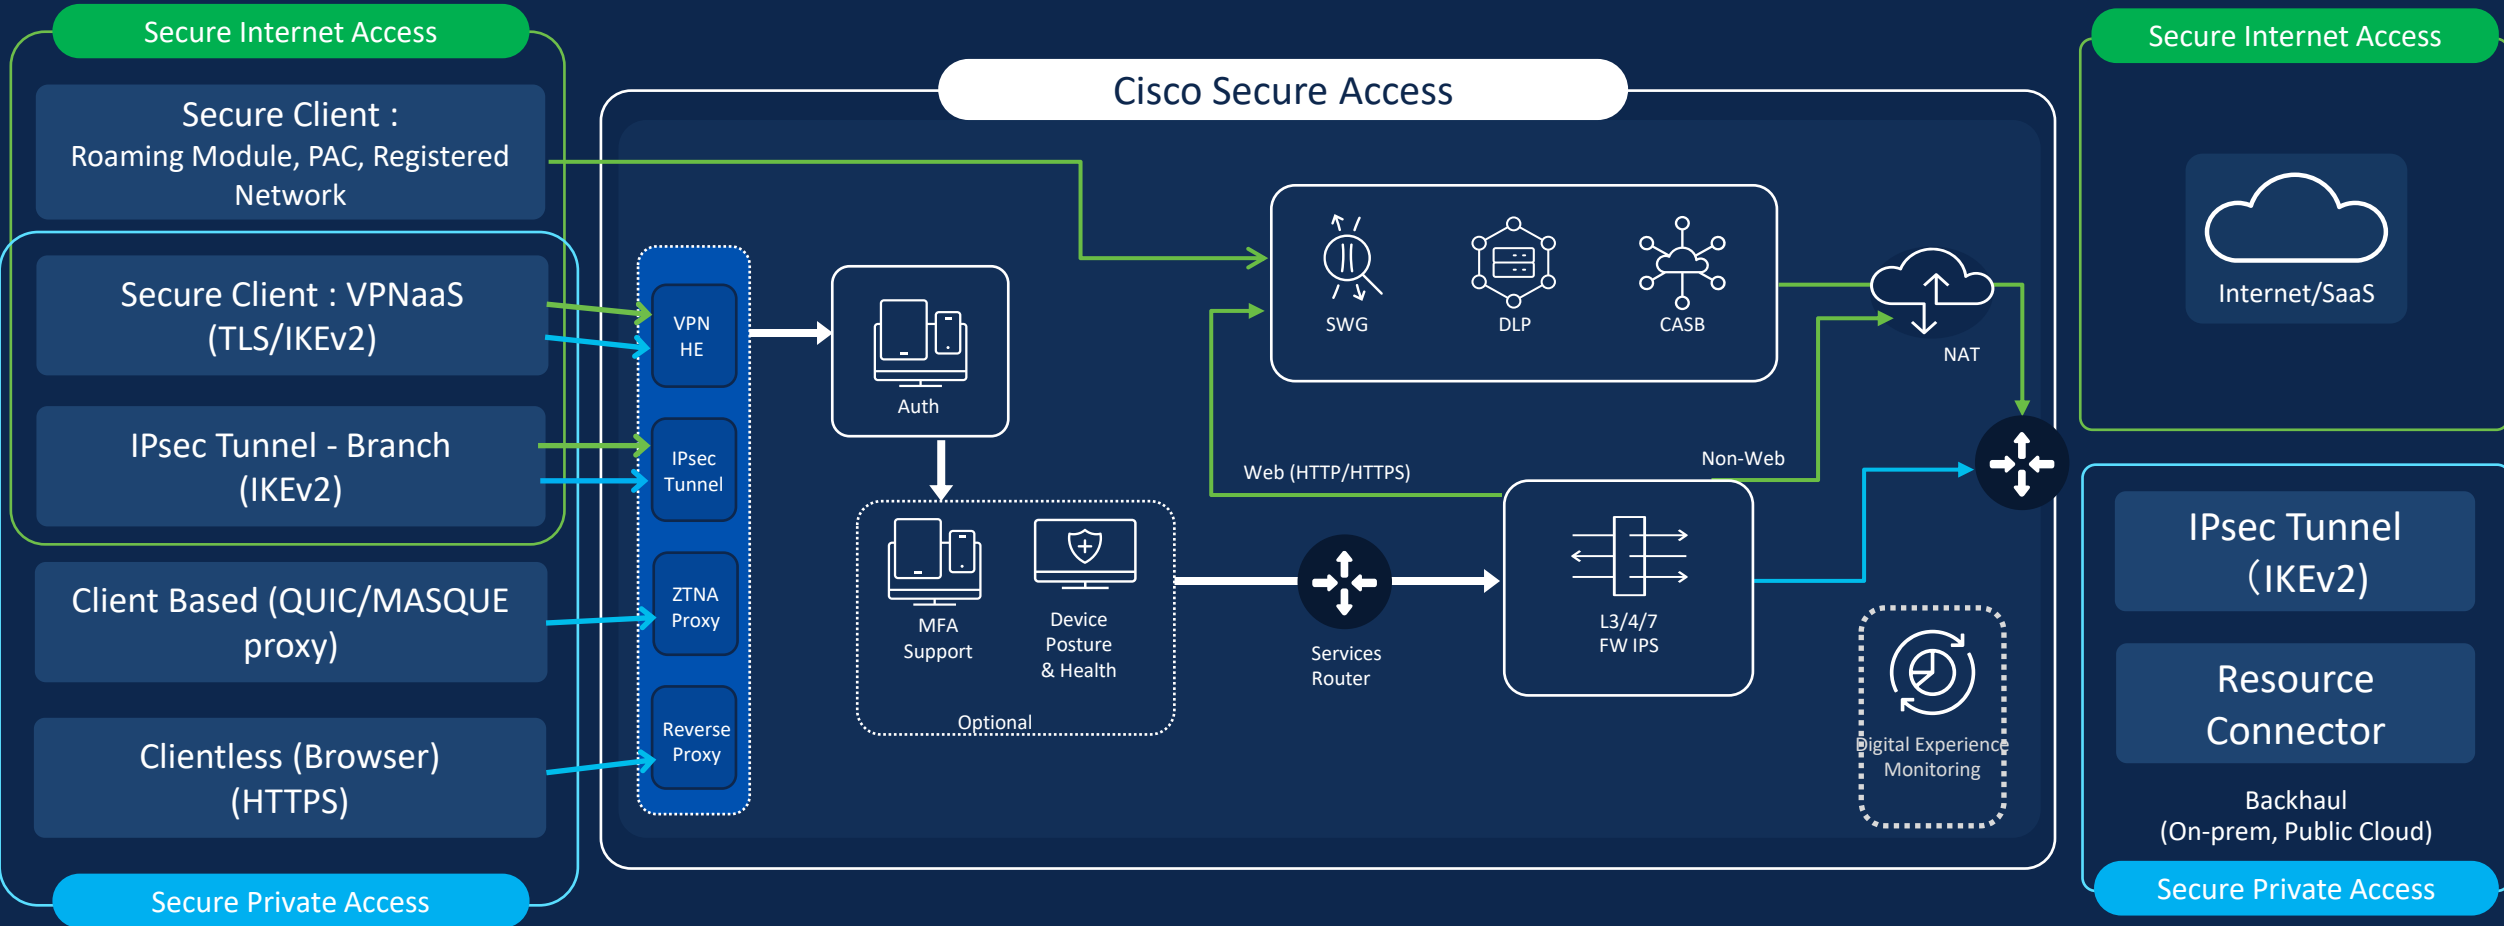 Secure Internet Access
Secure Client :
Roaming Module, PAC, Registered
Network
Secure Client : VPNaaS
(TLS/IKEv2)
IPsec Tunnel - Branch
(IKEv2)
Client Based (QUIC/MASQUE
proxy)
Clientless (Browser)
(HTTPS)
Secure Private Access
Cisco Secure Access
VPN
HE
IPsec
Tunnel
ZTNA
Proxy
Reverse
Proxy
Auth
MFA
Support
Device
Posture
& Health
Optional
Services
Router
SWG
DLP
CASB
Web (HTTP/HTTPS)
Non-Web
L3/4/7
FW IPS
NAT
Digital Experience
Monitoring
Secure Internet Access
Internet/SaaS
IPsec Tunnel
（IKEv2)
Resource
Connector
Backhaul
(On-prem, Public Cloud)
Secure Private Access